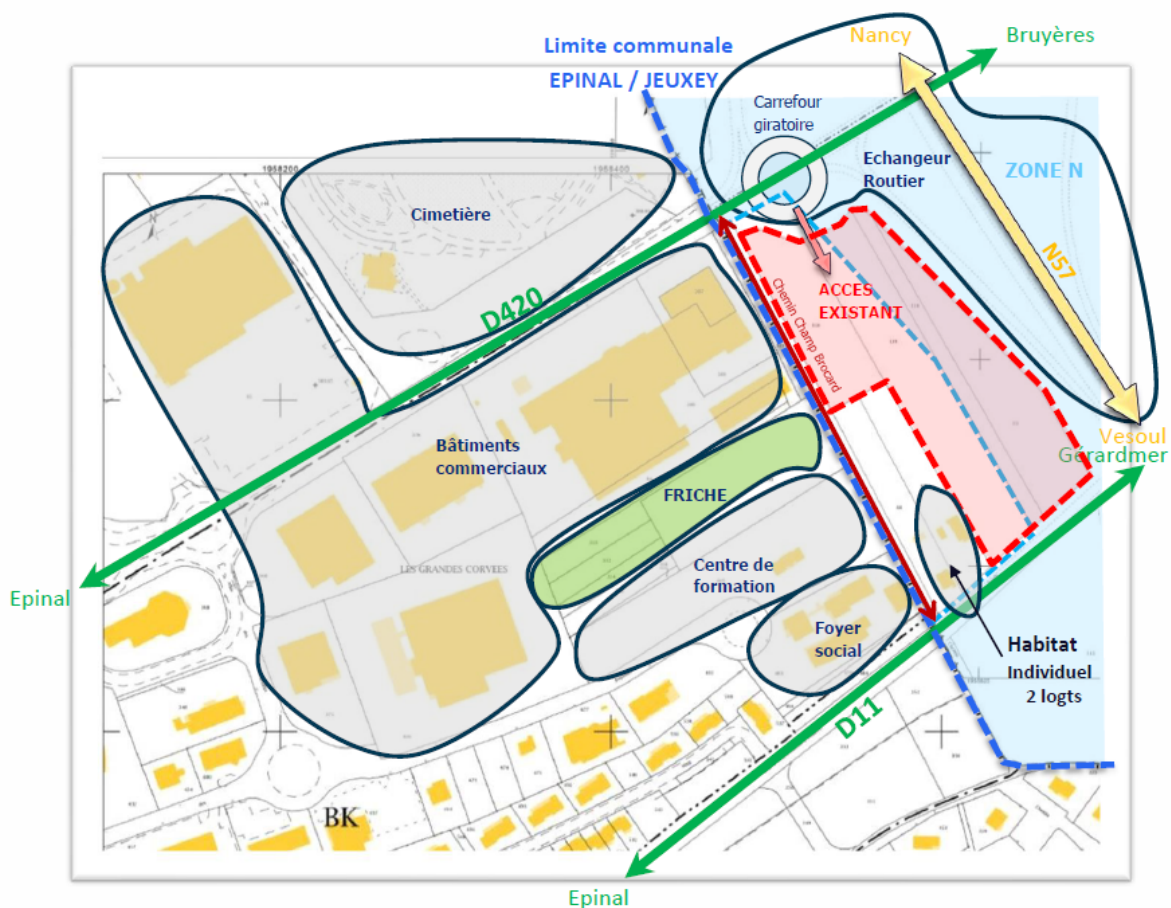 Nancy
Bruyères
Limite communale
EPINAL / JEUXEY
Carrefour
giratoire
Echangeur
Routier
ZONE N
1958200
1958400
Cimetière
N57
D420
ACCES
EXISTANT
Chemin Champ Brocard
Bâtiments
commerciaux
Vesoul
Gérardmer
FRICHE
LES GRANDES CORVEES
Centre de
formation
Epinal
Foyer
social
Habitat
Individuel
2 logts
D11
BK
Epinal